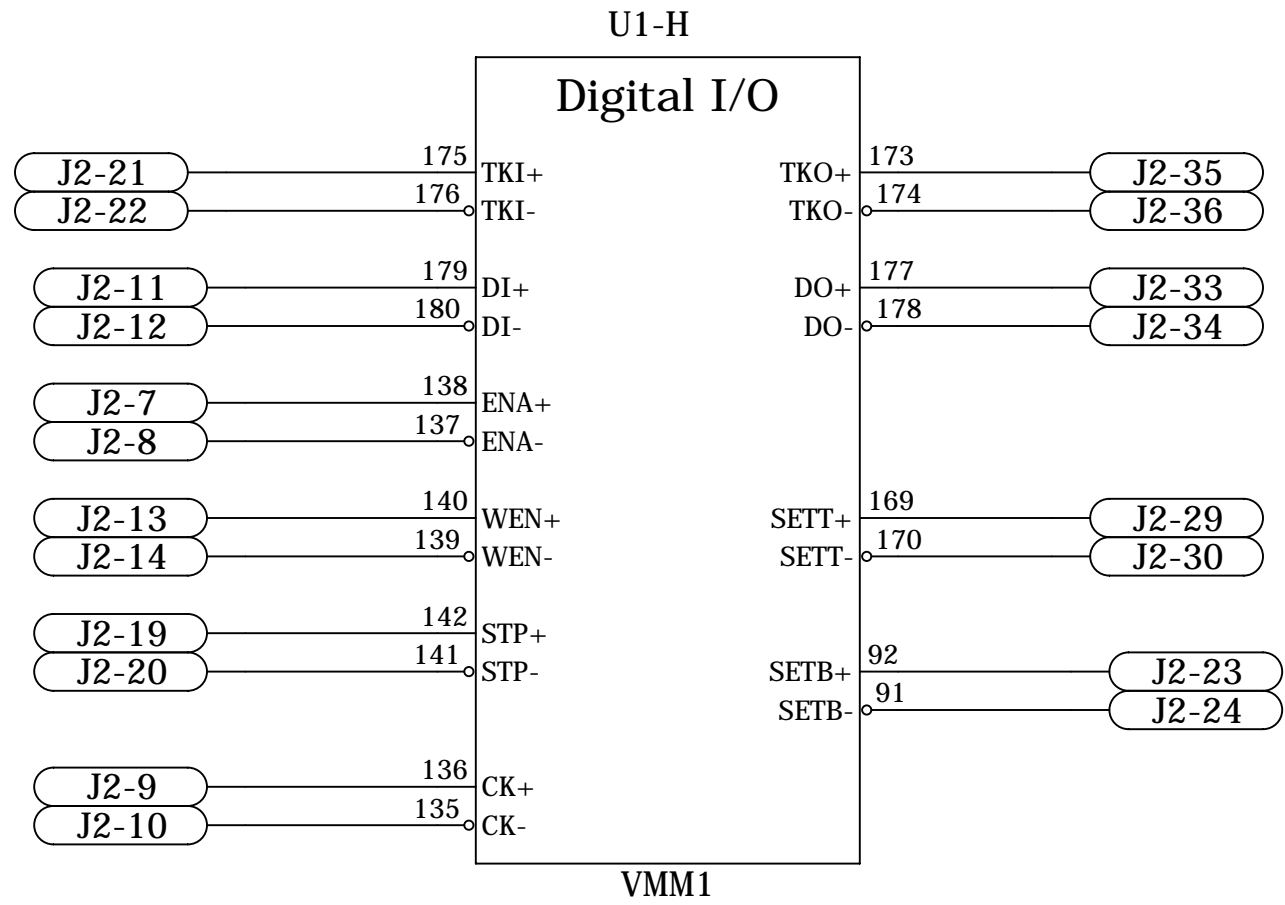 U1-H
Digital I/O
J2-21 175 TKI+ TKO+ 173 J2-35
J2-22 176 TKI- TKO- 174 J2-36
J2-11 179 DI+ DO+ 177 J2-33
J2-12 180 DI- DO- 178 J2-34
J2-7 138 ENA+
J2-8 137 ENA-
J2-13 140 WEN+ SETT+ 169 J2-29
J2-14 139 WEN- SETT- 170 J2-30
J2-19 142 STP+
J2-20 141 STP- SETB+ 92 J2-23
SETB- 91 J2-24
J2-9 136 CK+
J2-10 135 CK-
VMM1